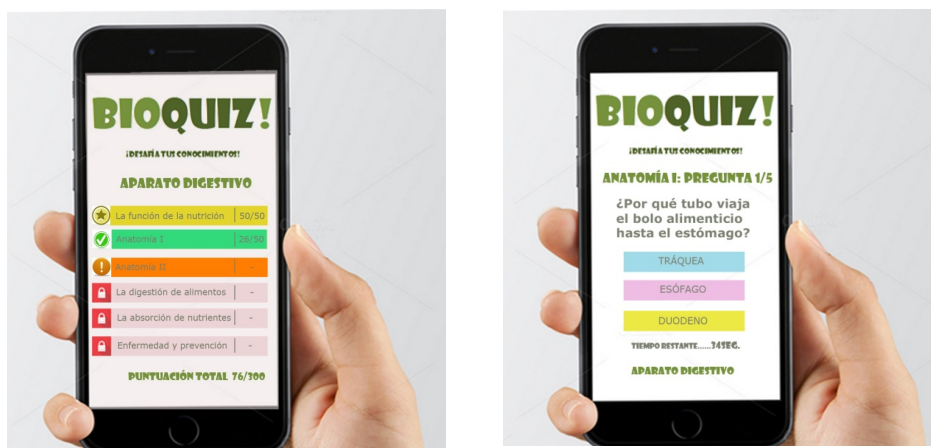 BIOQUIZ!
¡DESAFÍA TUS CONOCIMIENTOS!
APARATO DIGESTIVO
La función de la nutrición 50/50
Anatomía I 26/50
Anatomía II -
La digestión de alimentos -
La absorción de nutrientes -
Enfermedad y prevención -
PUNTUACIÓN TOTAL 76/300
BIOQUIZ!
¡DESAFÍA TUS CONOCIMIENTOS!
ANATOMÍA I: PREGUNTA 1/5
¿Por qué tubo viaja
el bolo alimenticio
hasta el estómago?
TRÁQUEA
ESÓFAGO
DUODENO
TIEMPO RESTANTE......34SEG.
APARATO DIGESTIVO